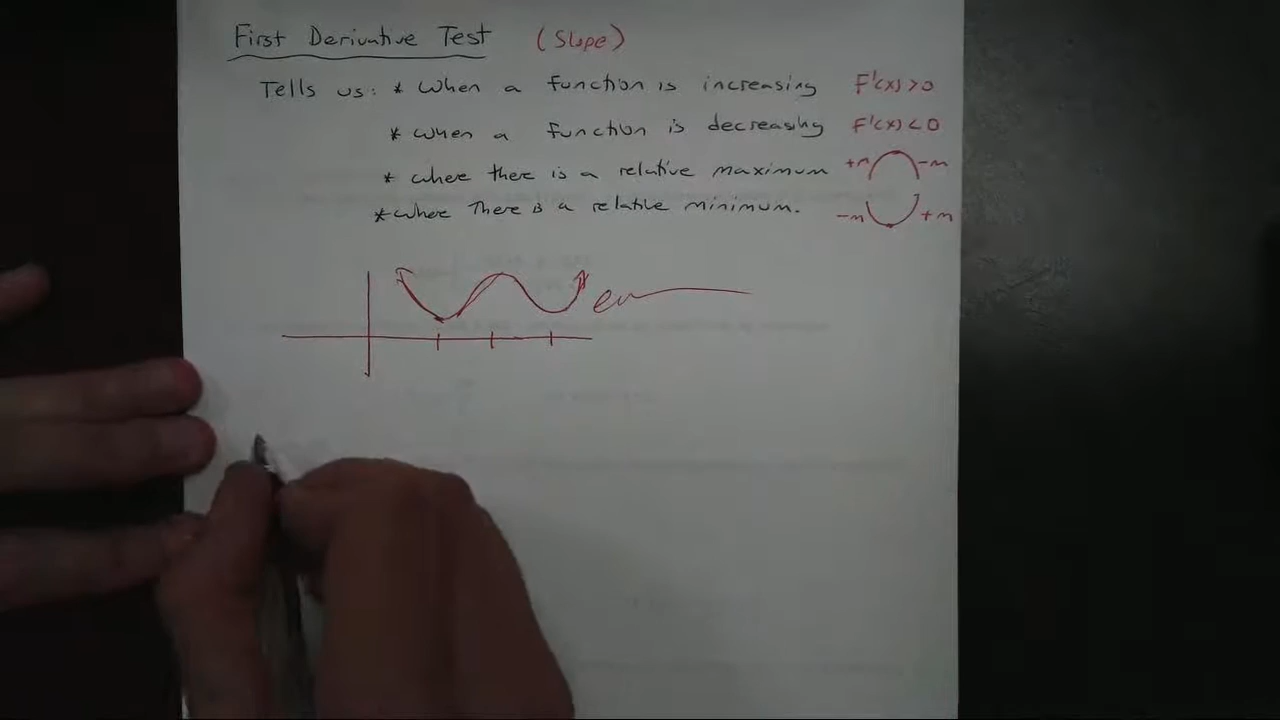 First Derivative Test (Slope)
Tells us: * when a function is increasing F'(x) > 0
* when a function is decreasing F'(x) < 0
* where there is a relative maximum +m -m
* where There is a relative minimum. -m +m